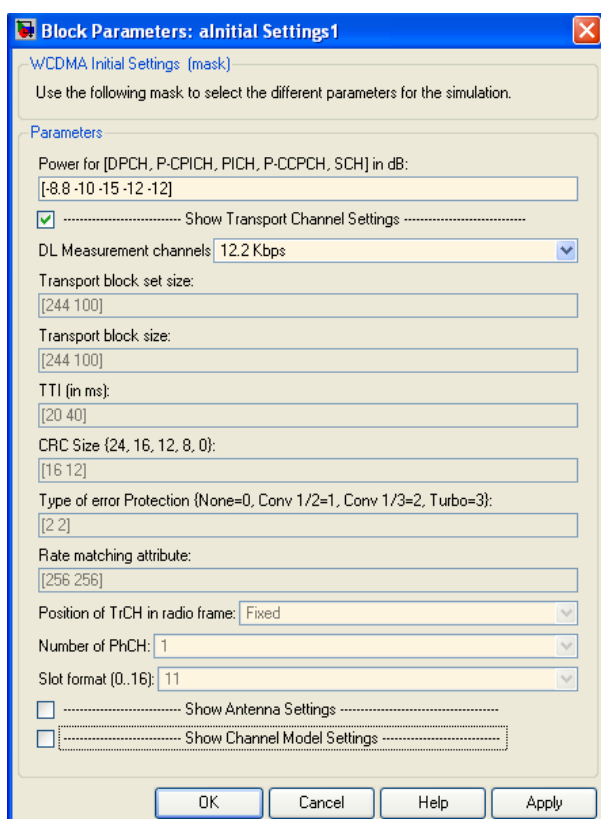 Block Parameters: aInitial Settings1
WCDMA Initial Settings (mask)
Use the following mask to select the different parameters for the simulation.
Parameters
Power for [DPCH, P-CPICH, PICH, P-CCPCH, SCH] in dB:
[-8.8 -10 -15 -12 -12]
--------------------------- Show Transport Channel Settings ----------------------------
DL Measurement channels 12.2 Kbps
Transport block set size:
[244 100]
Transport block size:
[244 100]
TTI (in ms):
[20 40]
CRC Size {24, 16, 12, 8, 0}:
[16 12]
Type of error Protection {None=0, Conv 1/2=1, Conv 1/3=2, Turbo=3}:
[2 2]
Rate matching attribute:
[256 256]
Position of TrCH in radio frame: Fixed
Number of PhCH: 1
Slot format (0..16): 11
--------------------------- Show Antenna Settings ------------------------------------
--------------------------- Show Channel Model Settings ---------------------------
OK Cancel Help Apply